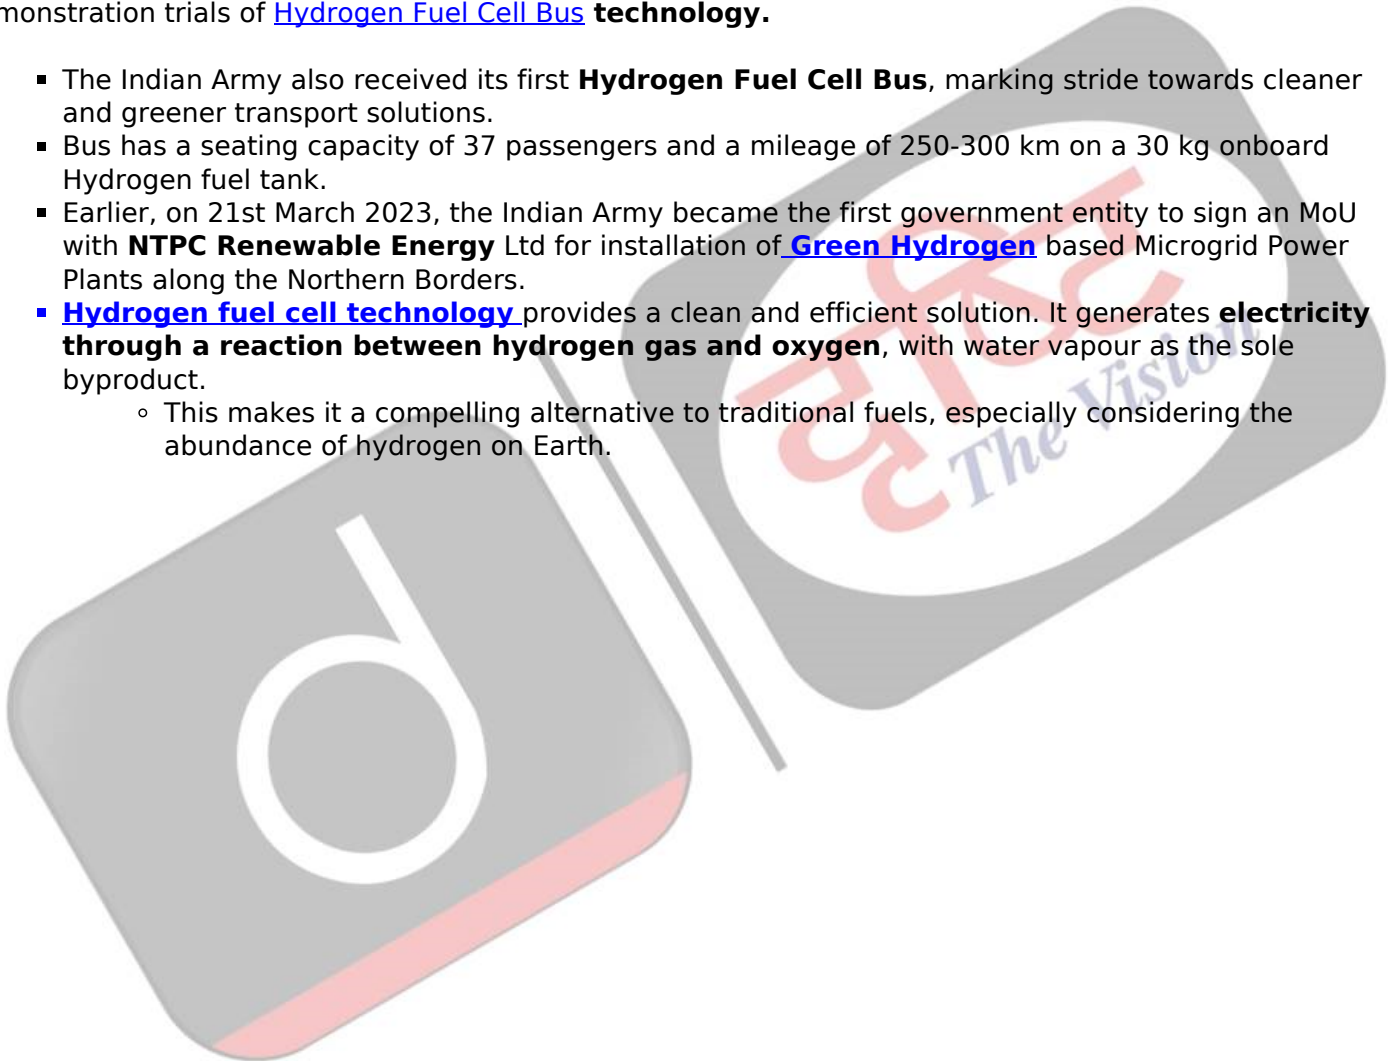 monstration trials of Hydrogen Fuel Cell Bus technology.
▪ The Indian Army also received its first Hydrogen Fuel Cell Bus, marking stride towards cleaner
and greener transport solutions.
▪ Bus has a seating capacity of 37 passengers and a mileage of 250-300 km on a 30 kg onboard
Hydrogen fuel tank.
▪ Earlier, on 21st March 2023, the Indian Army became the first government entity to sign an MoU
with NTPC Renewable Energy Ltd for installation of Green Hydrogen based Microgrid Power
Plants along the Northern Borders.
▪ Hydrogen fuel cell technology provides a clean and efficient solution. It generates electricity
through a reaction between hydrogen gas and oxygen, with water vapour as the sole
byproduct.
◦ This makes it a compelling alternative to traditional fuels, especially considering the
abundance of hydrogen on Earth.
दृष्टि
The Vision
d